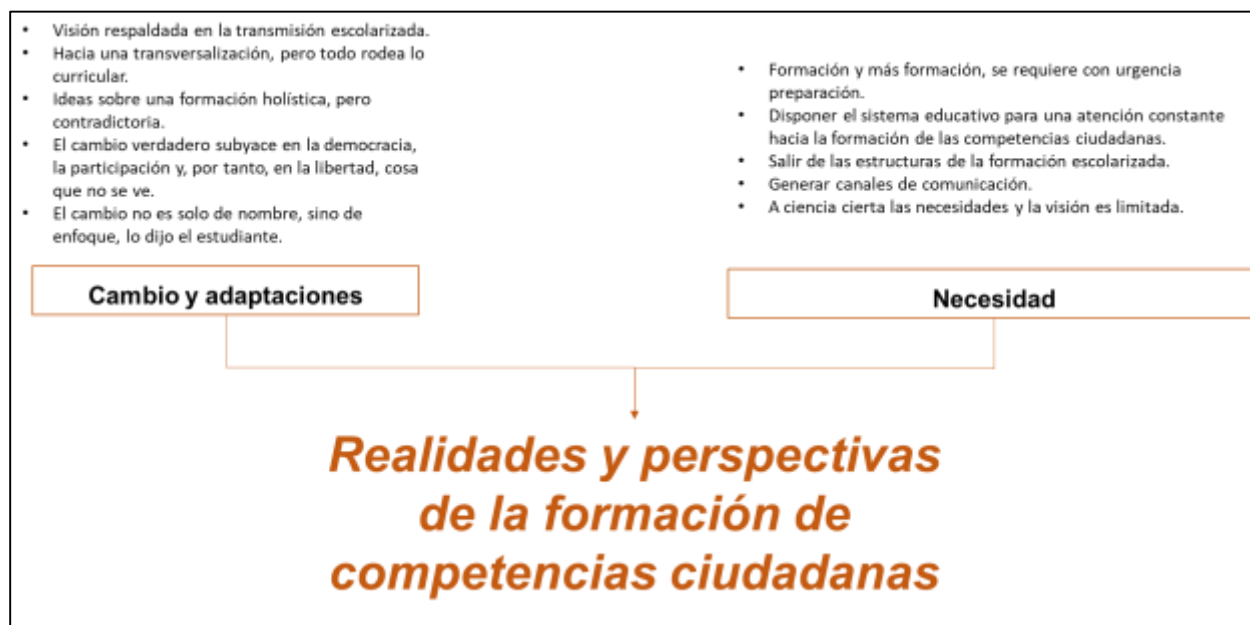 • Visión respaldada en la transmisión escolarizada.
• Hacia una transversalización, pero todo rodea lo
curricular.
• Ideas sobre una formación holística, pero
contradictoria.
• El cambio verdadero subyace en la democracia,
la participación y, por tanto, en la libertad, cosa
que no se ve.
• El cambio no es solo de nombre, sino de
enfoque, lo dijo el estudiante.
Cambio y adaptaciones
• Formación y más formación, se requiere con urgencia
preparación.
• Disponer el sistema educativo para una atención constante
hacia la formación de las competencias ciudadanas.
• Salir de las estructuras de la formación escolarizada.
• Generar canales de comunicación.
• A ciencia cierta las necesidades y la visión es limitada.
Necesidad
Realidades y perspectivas
de la formación de
competencias ciudadanas